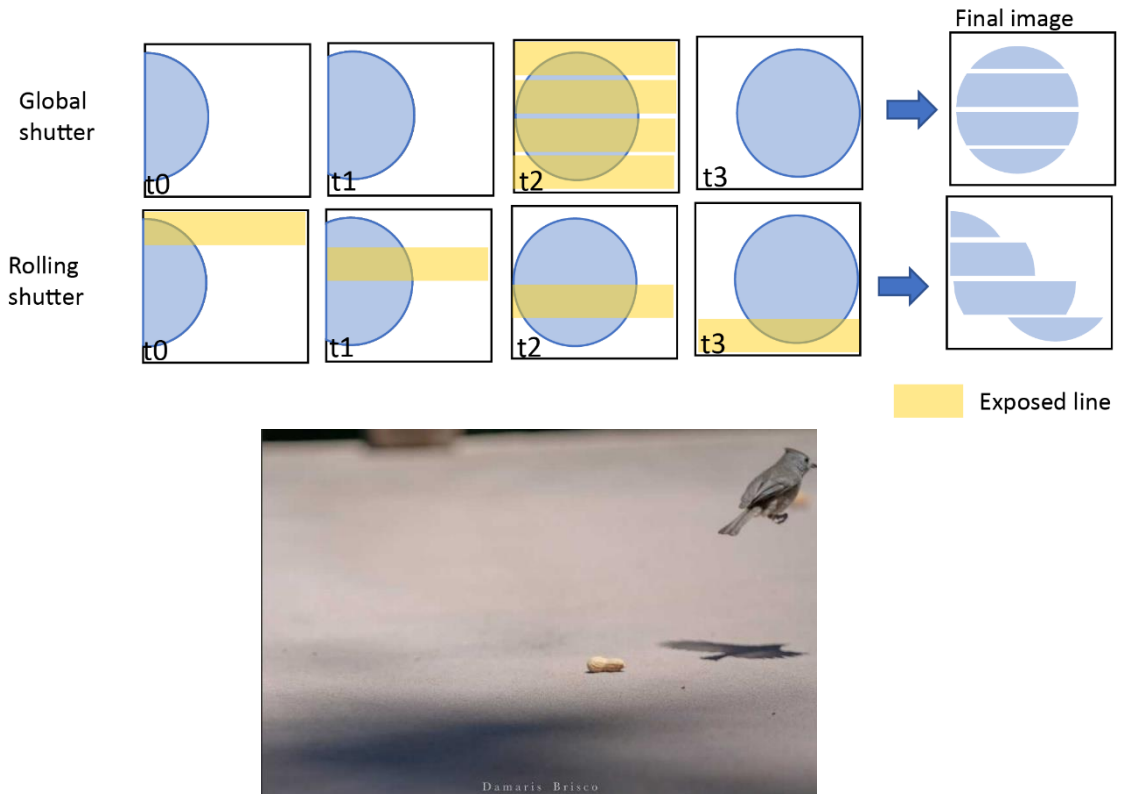 Final image
Global
shutter
t0
t1
t2
t3
Rolling
shutter
t0
t1
t2
t3
Exposed line
Damaris Brisco